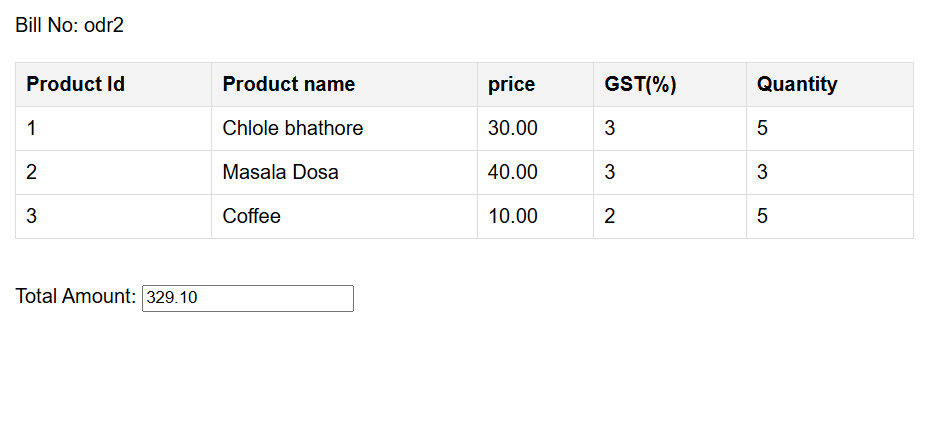 Bill No: odr2
Product Id Product name price GST(%) Quantity
1 Chlole bhathore 30.00 3 5
2 Masala Dosa 40.00 3 3
3 Coffee 10.00 2 5
Total Amount: 329.10